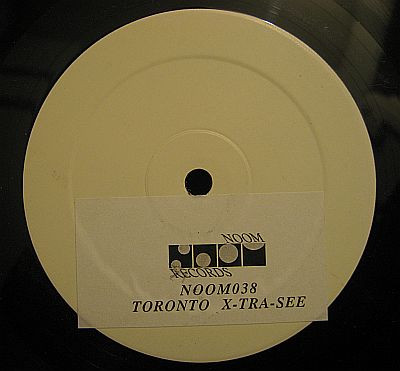 NOOM
RECORDS
NOOM038
TORONTO X-TRA-SEE